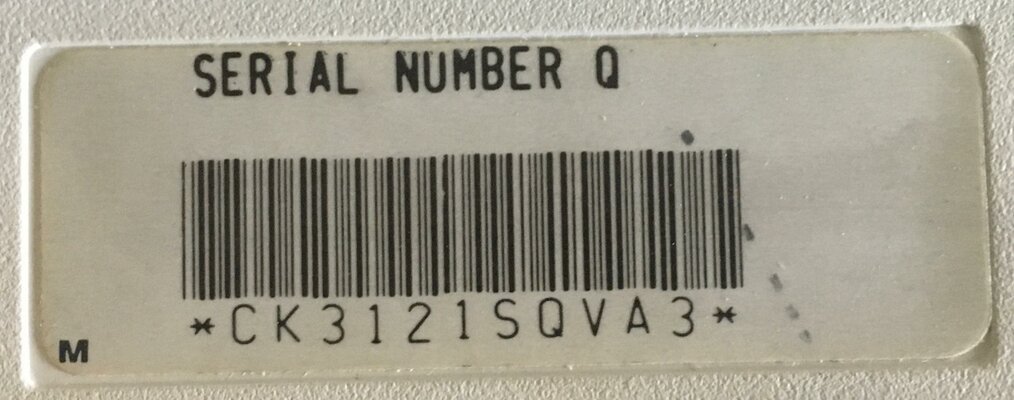 SERIAL NUMBER Q
*CK3121SQVA3*
M